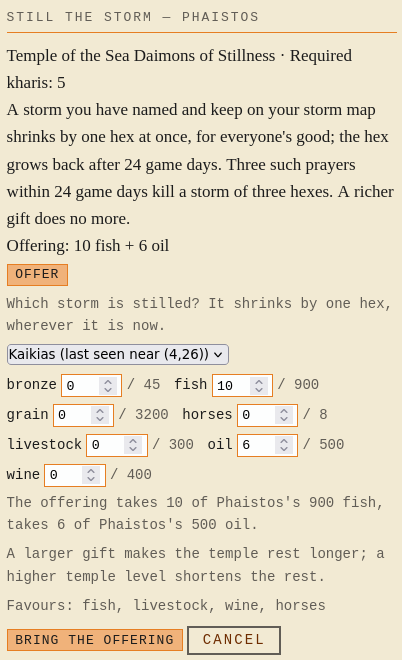 STILL THE STORM — PHAISTOS
Temple of the Sea Daimons of Stillness · Required
kharis: 5
A storm you have named and keep on your storm map
shrinks by one hex at once, for everyone's good; the hex
grows back after 24 game days. Three such prayers
within 24 game days kill a storm of three hexes. A richer
gift does no more.
Offering: 10 fish + 6 oil
OFFER
Which storm is stilled? It shrinks by one hex,
wherever it is now.
Kaikias (last seen near (4,26))
bronze 0 / 45 fish 10 / 900
grain 0 / 3200 horses 0 / 8
livestock 0 / 300 oil 6 / 500
wine 0 / 400
The offering takes 10 of Phaistos's 900 fish,
takes 6 of Phaistos's 500 oil.
A larger gift makes the temple rest longer; a
higher temple level shortens the rest.
Favours: fish, livestock, wine, horses
BRING THE OFFERING CANCEL